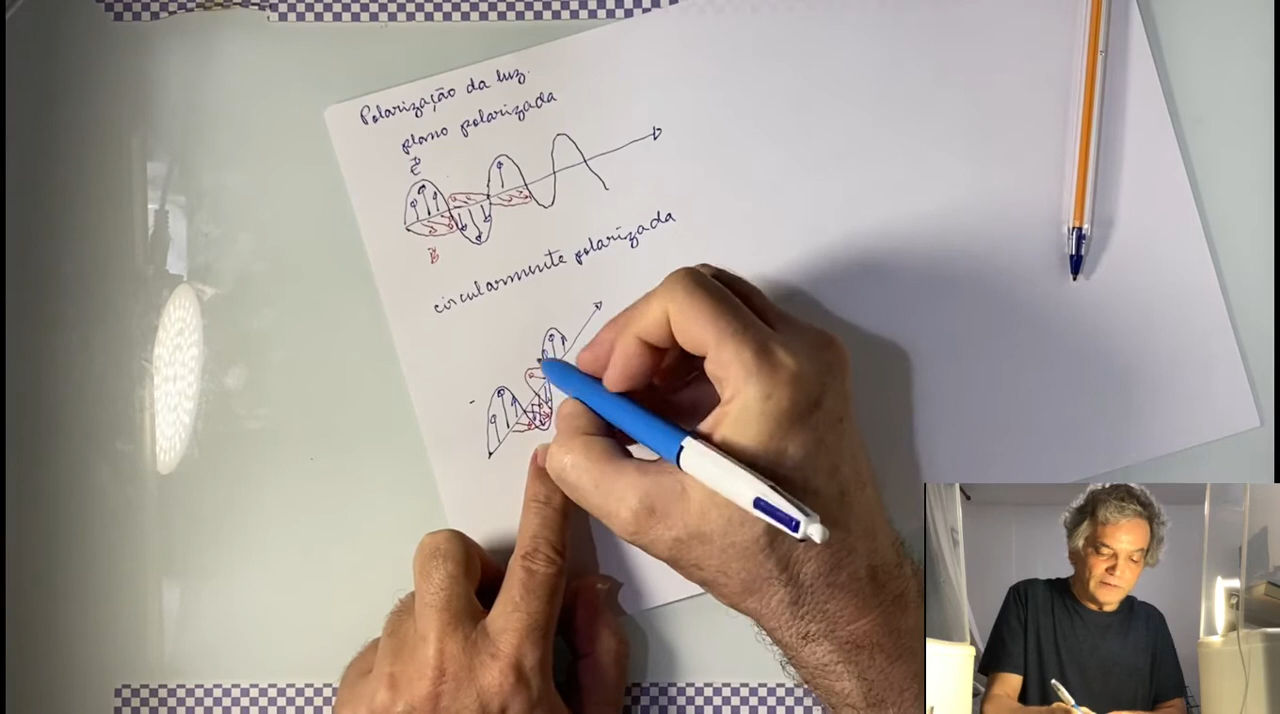 Polarização da luz.
plano polarizada
E
B
circularmente polarizada